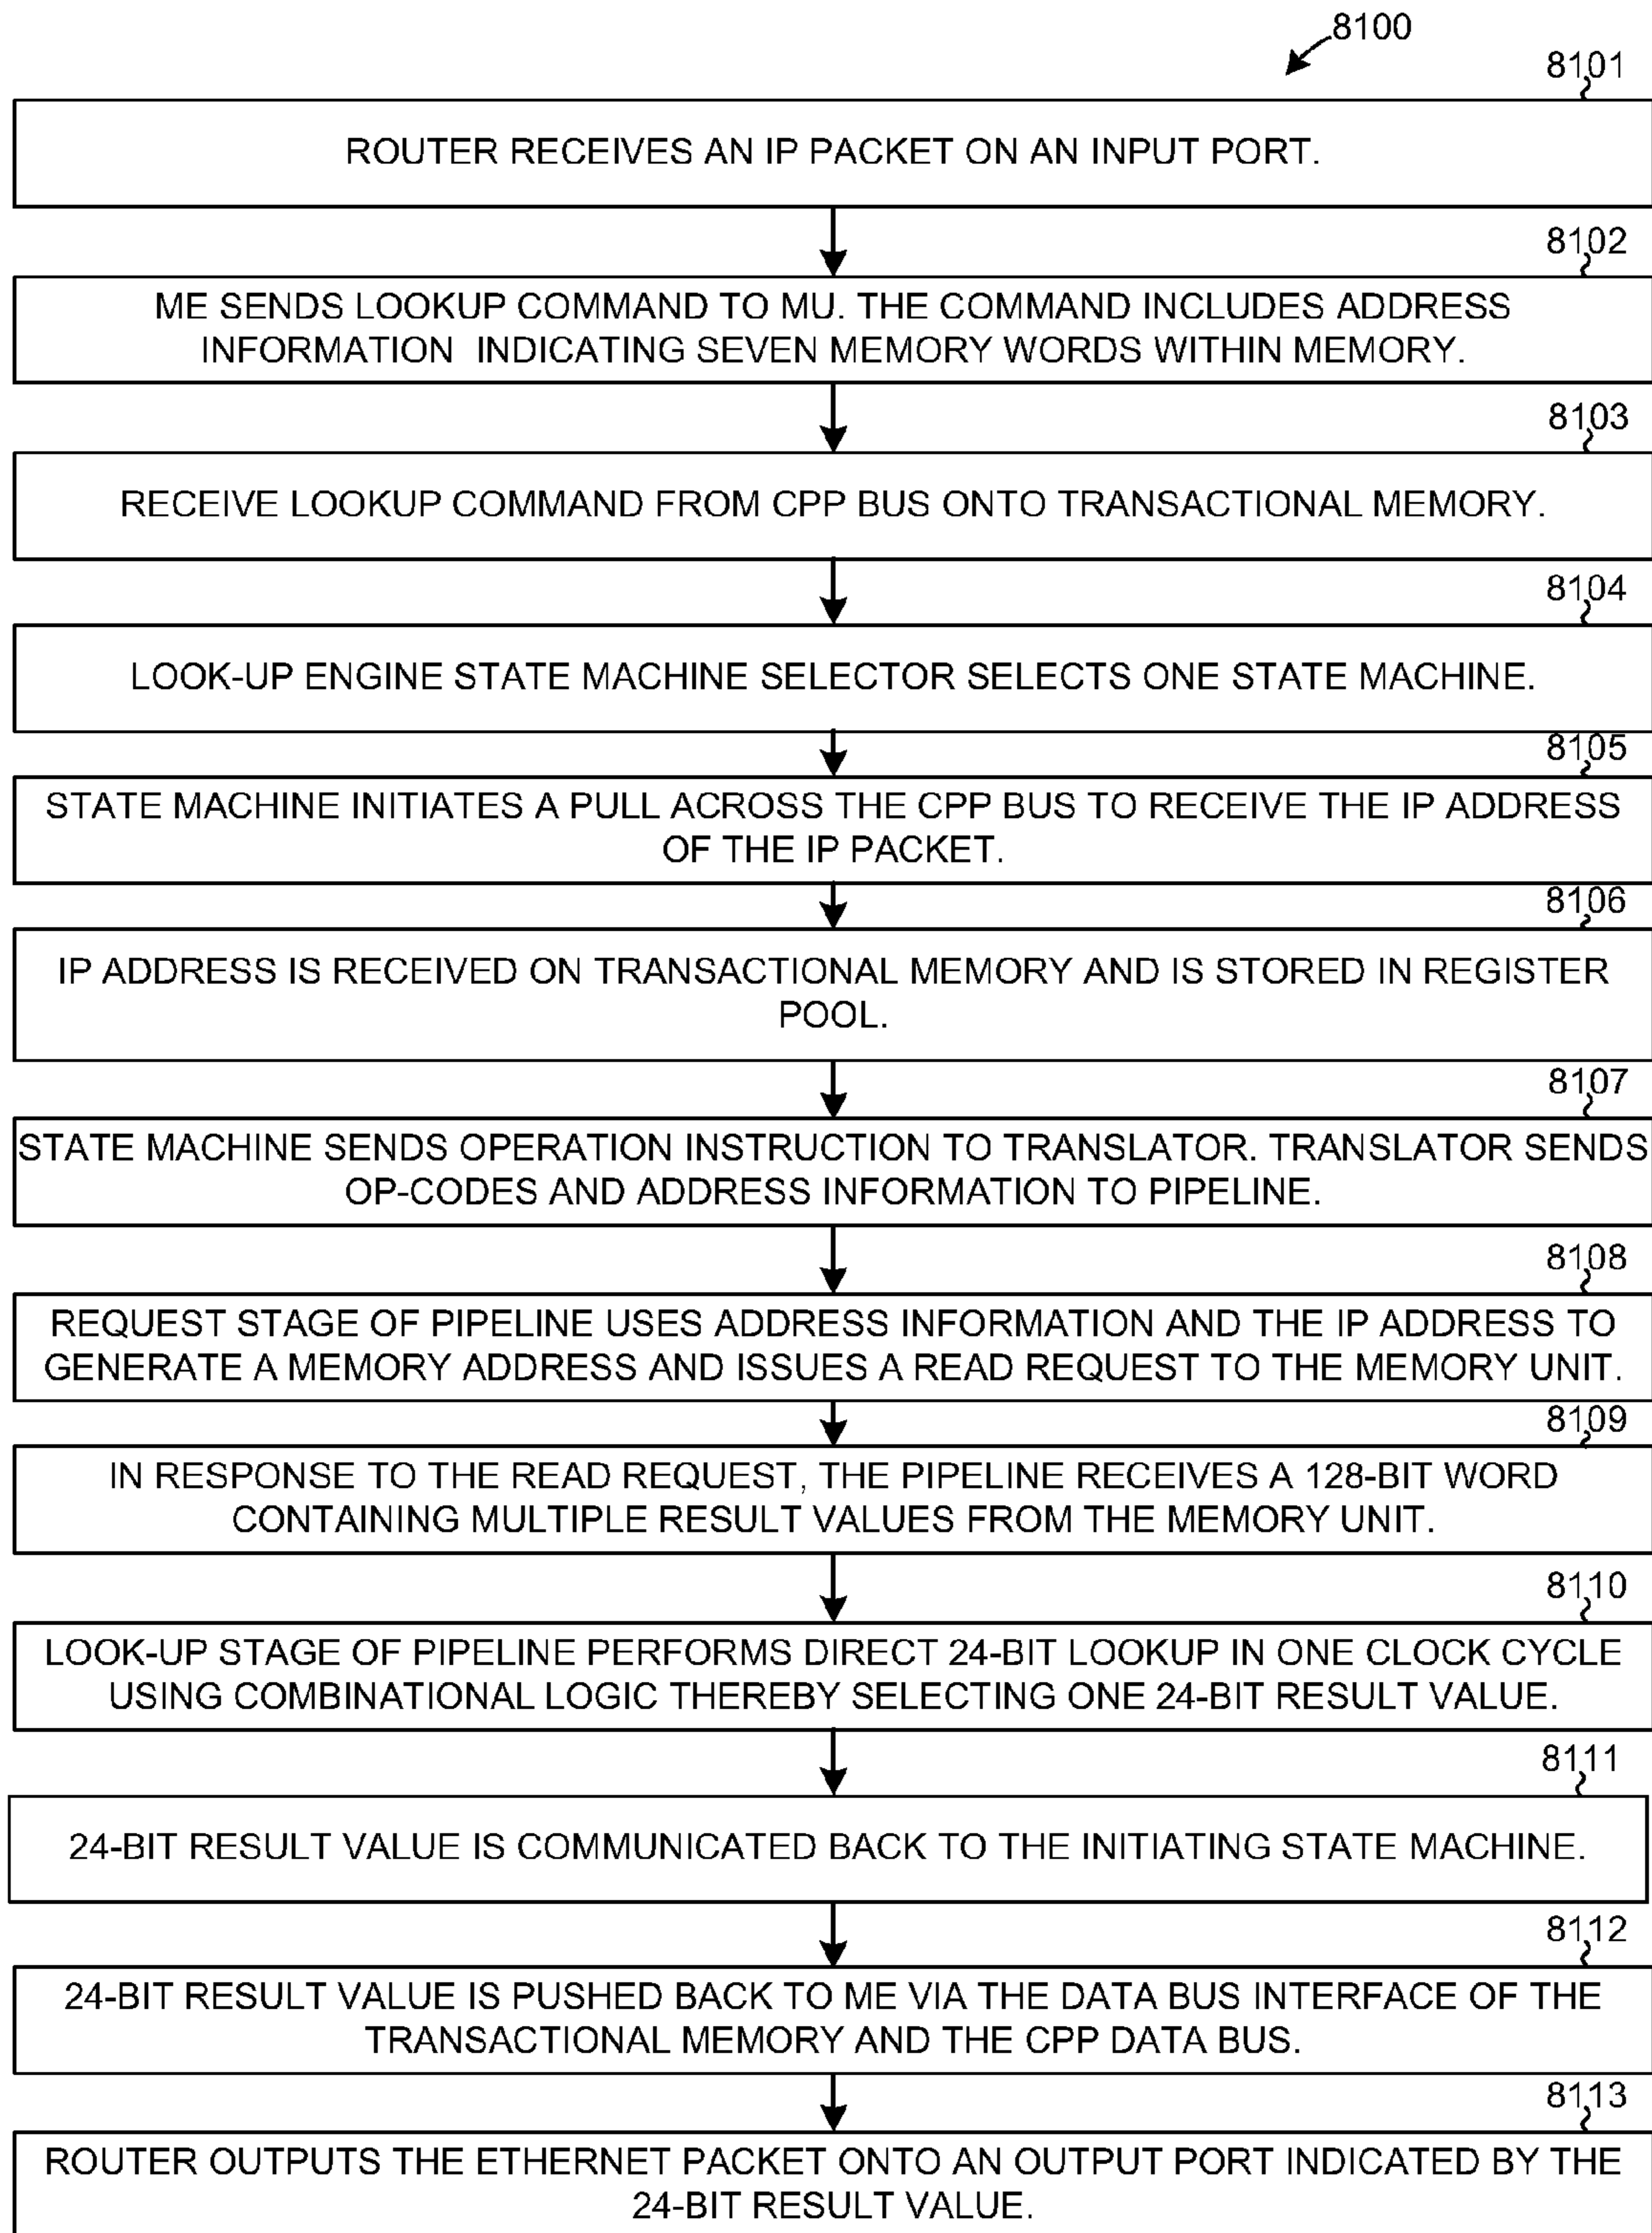 8100
8101
ROUTER RECEIVES AN IP PACKET ON AN INPUT PORT.
8102
ME SENDS LOOKUP COMMAND TO MU. THE COMMAND INCLUDES ADDRESS
INFORMATION INDICATING SEVEN MEMORY WORDS WITHIN MEMORY.
8103
RECEIVE LOOKUP COMMAND FROM CPP BUS ONTO TRANSACTIONAL MEMORY.
8104
LOOK-UP ENGINE STATE MACHINE SELECTOR SELECTS ONE STATE MACHINE.
8105
STATE MACHINE INITIATES A PULL ACROSS THE CPP BUS TO RECEIVE THE IP ADDRESS
OF THE IP PACKET.
8106
IP ADDRESS IS RECEIVED ON TRANSACTIONAL MEMORY AND IS STORED IN REGISTER
POOL.
8107
STATE MACHINE SENDS OPERATION INSTRUCTION TO TRANSLATOR. TRANSLATOR SENDS
OP-CODES AND ADDRESS INFORMATION TO PIPELINE.
8108
REQUEST STAGE OF PIPELINE USES ADDRESS INFORMATION AND THE IP ADDRESS TO
GENERATE A MEMORY ADDRESS AND ISSUES A READ REQUEST TO THE MEMORY UNIT.
8109
IN RESPONSE TO THE READ REQUEST, THE PIPELINE RECEIVES A 128-BIT WORD
CONTAINING MULTIPLE RESULT VALUES FROM THE MEMORY UNIT.
8110
LOOK-UP STAGE OF PIPELINE PERFORMS DIRECT 24-BIT LOOKUP IN ONE CLOCK CYCLE
USING COMBINATIONAL LOGIC THEREBY SELECTING ONE 24-BIT RESULT VALUE.
8111
24-BIT RESULT VALUE IS COMMUNICATED BACK TO THE INITIATING STATE MACHINE.
8112
24-BIT RESULT VALUE IS PUSHED BACK TO ME VIA THE DATA BUS INTERFACE OF THE
TRANSACTIONAL MEMORY AND THE CPP DATA BUS.
8113
ROUTER OUTPUTS THE ETHERNET PACKET ONTO AN OUTPUT PORT INDICATED BY THE
24-BIT RESULT VALUE.